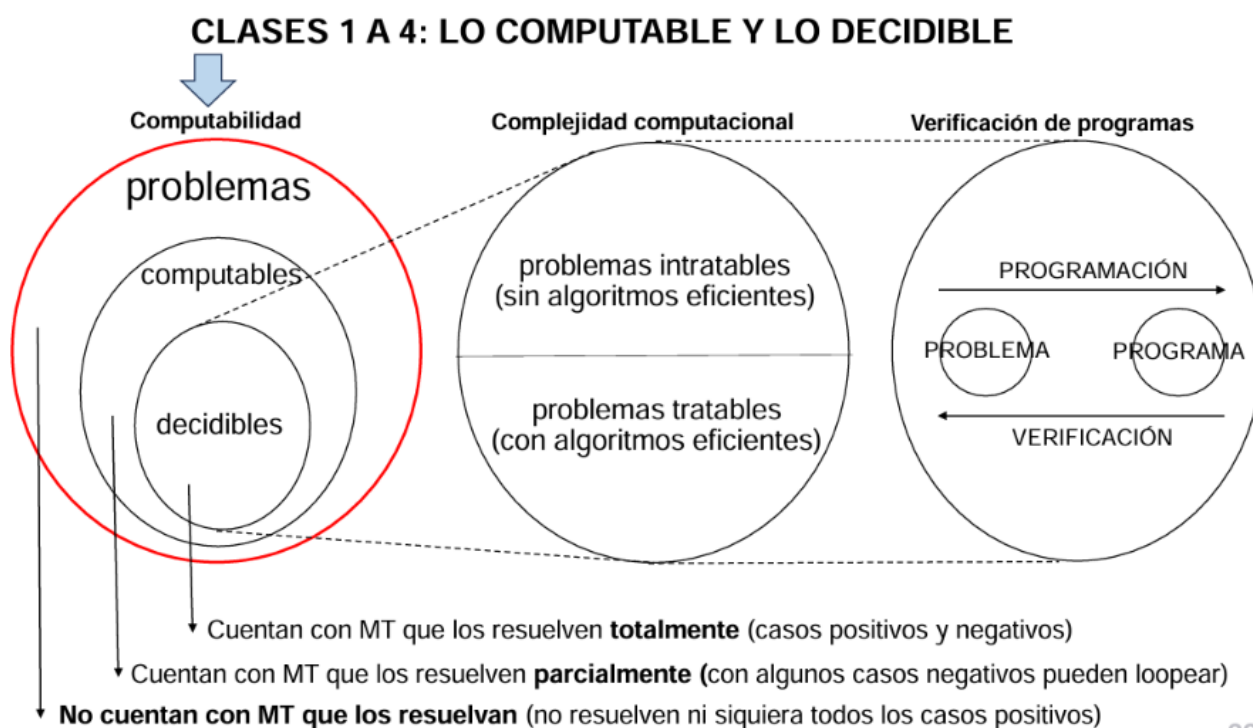 CLASES 1 A 4: LO COMPUTABLE Y LO DECIDIBLE
Computabilidad
Complejidad computacional
Verificación de programas
problemas
computables
decidibles
problemas intratables
(sin algoritmos eficientes)
problemas tratables
(con algoritmos eficientes)
PROGRAMACIÓN
PROBLEMA
PROGRAMA
VERIFICACIÓN
Cuentan con MT que los resuelven totalmente (casos positivos y negativos)
Cuentan con MT que los resuelven parcialmente (con algunos casos negativos pueden loopear)
No cuentan con MT que los resuelvan (no resuelven ni siquiera todos los casos positivos)